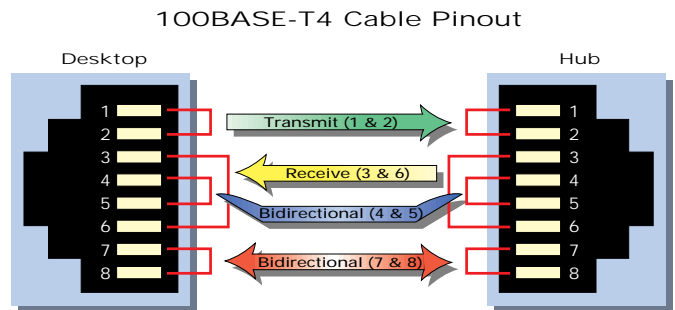 100BASE-T4 Cable Pinout
Desktop
Hub
1
2
3
4
5
6
7
8
Transmit (1 & 2)
Receive (3 & 6)
Bidirectional (4 & 5)
Bidirectional (7 & 8)
1
2
3
4
5
6
7
8